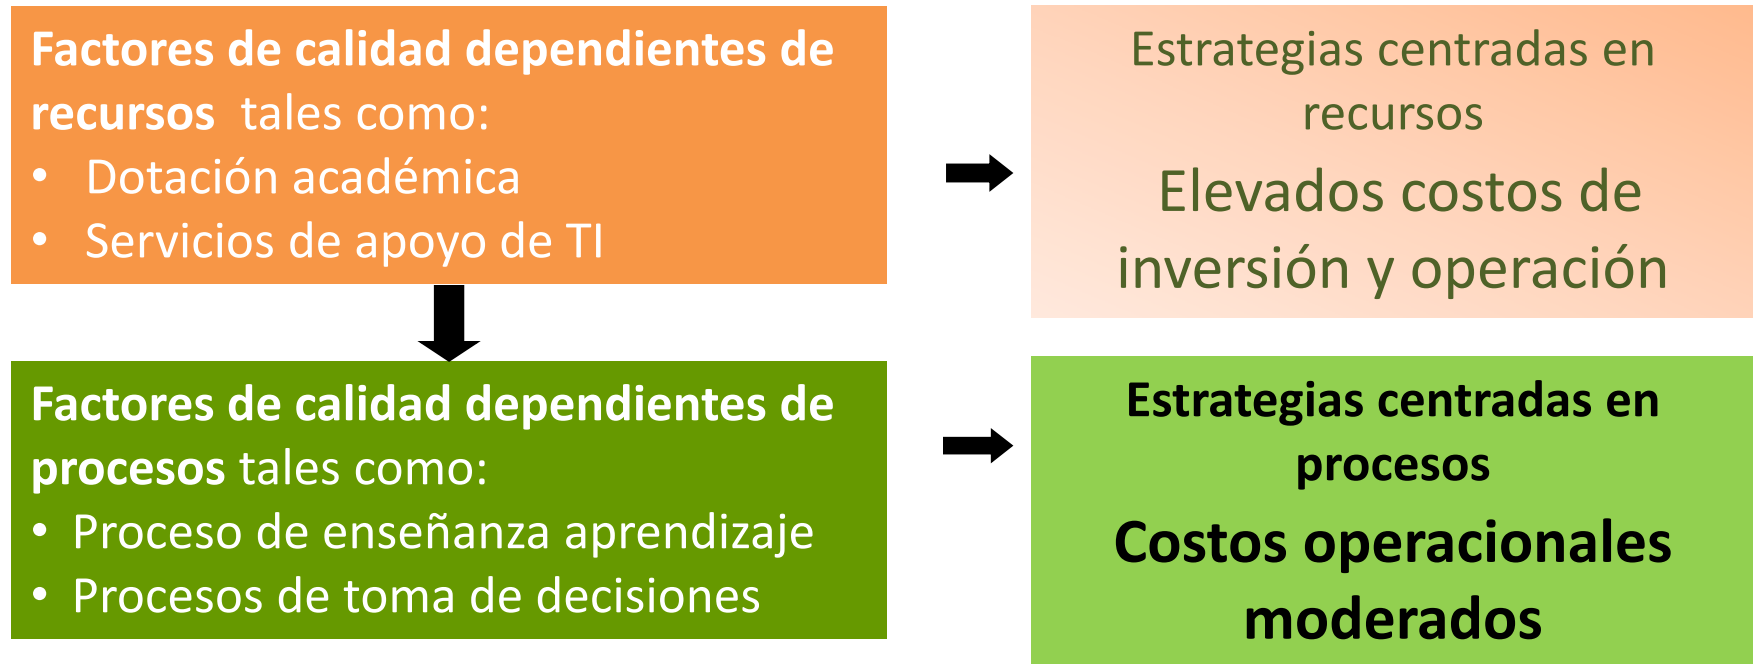 Factores de calidad dependientes de
recursos tales como:
• Dotación académica
• Servicios de apoyo de TI
Estrategias centradas en
recursos
Elevados costos de
inversión y operación
Factores de calidad dependientes de
procesos tales como:
• Proceso de enseñanza aprendizaje
• Procesos de toma de decisiones
Estrategias centradas en
procesos
Costos operacionales
moderados